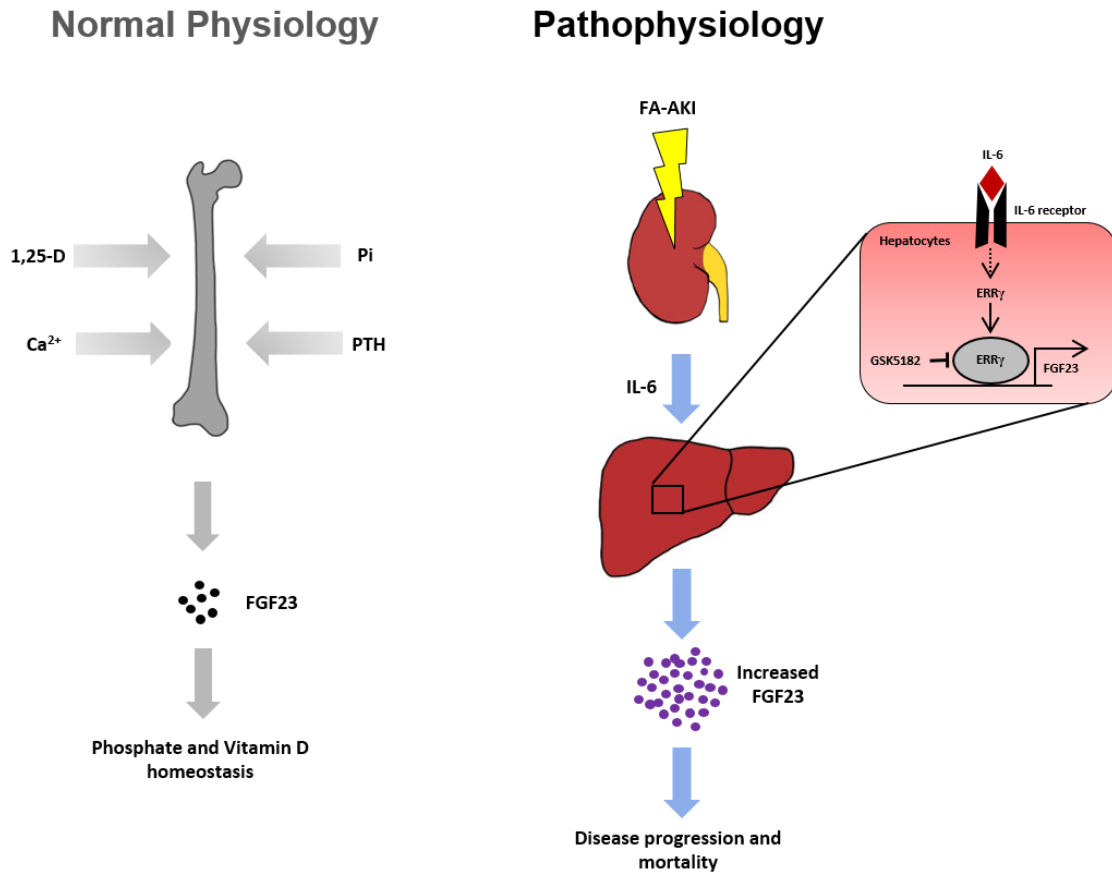 Normal Physiology
1,25-D
Pi
Ca²⁺
PTH
FGF23
Phosphate and Vitamin D
homeostasis
Pathophysiology
FA-AKI
IL-6
Increased
FGF23
Disease progression and
mortality
IL-6
IL-6 receptor
Hepatocytes
ERRγ
GSK5182
ERRγ
FGF23